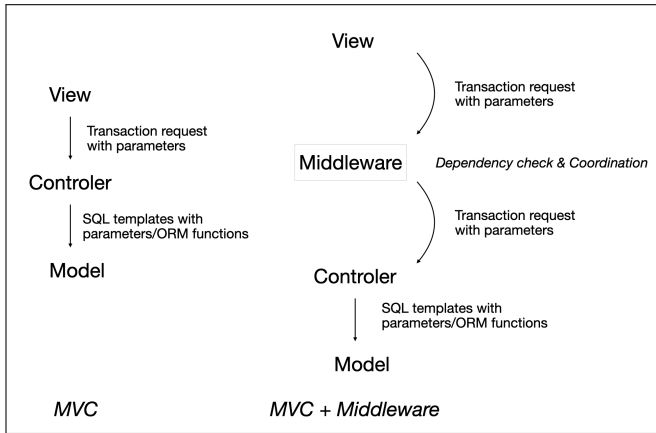 View
Transaction request
with parameters
Controler
SQL templates with
parameters/ORM functions
Model
MVC
View
Transaction request
with parameters
Middleware
Dependency check & Coordination
Transaction request
with parameters
Controler
SQL templates with
parameters/ORM functions
Model
MVC + Middleware